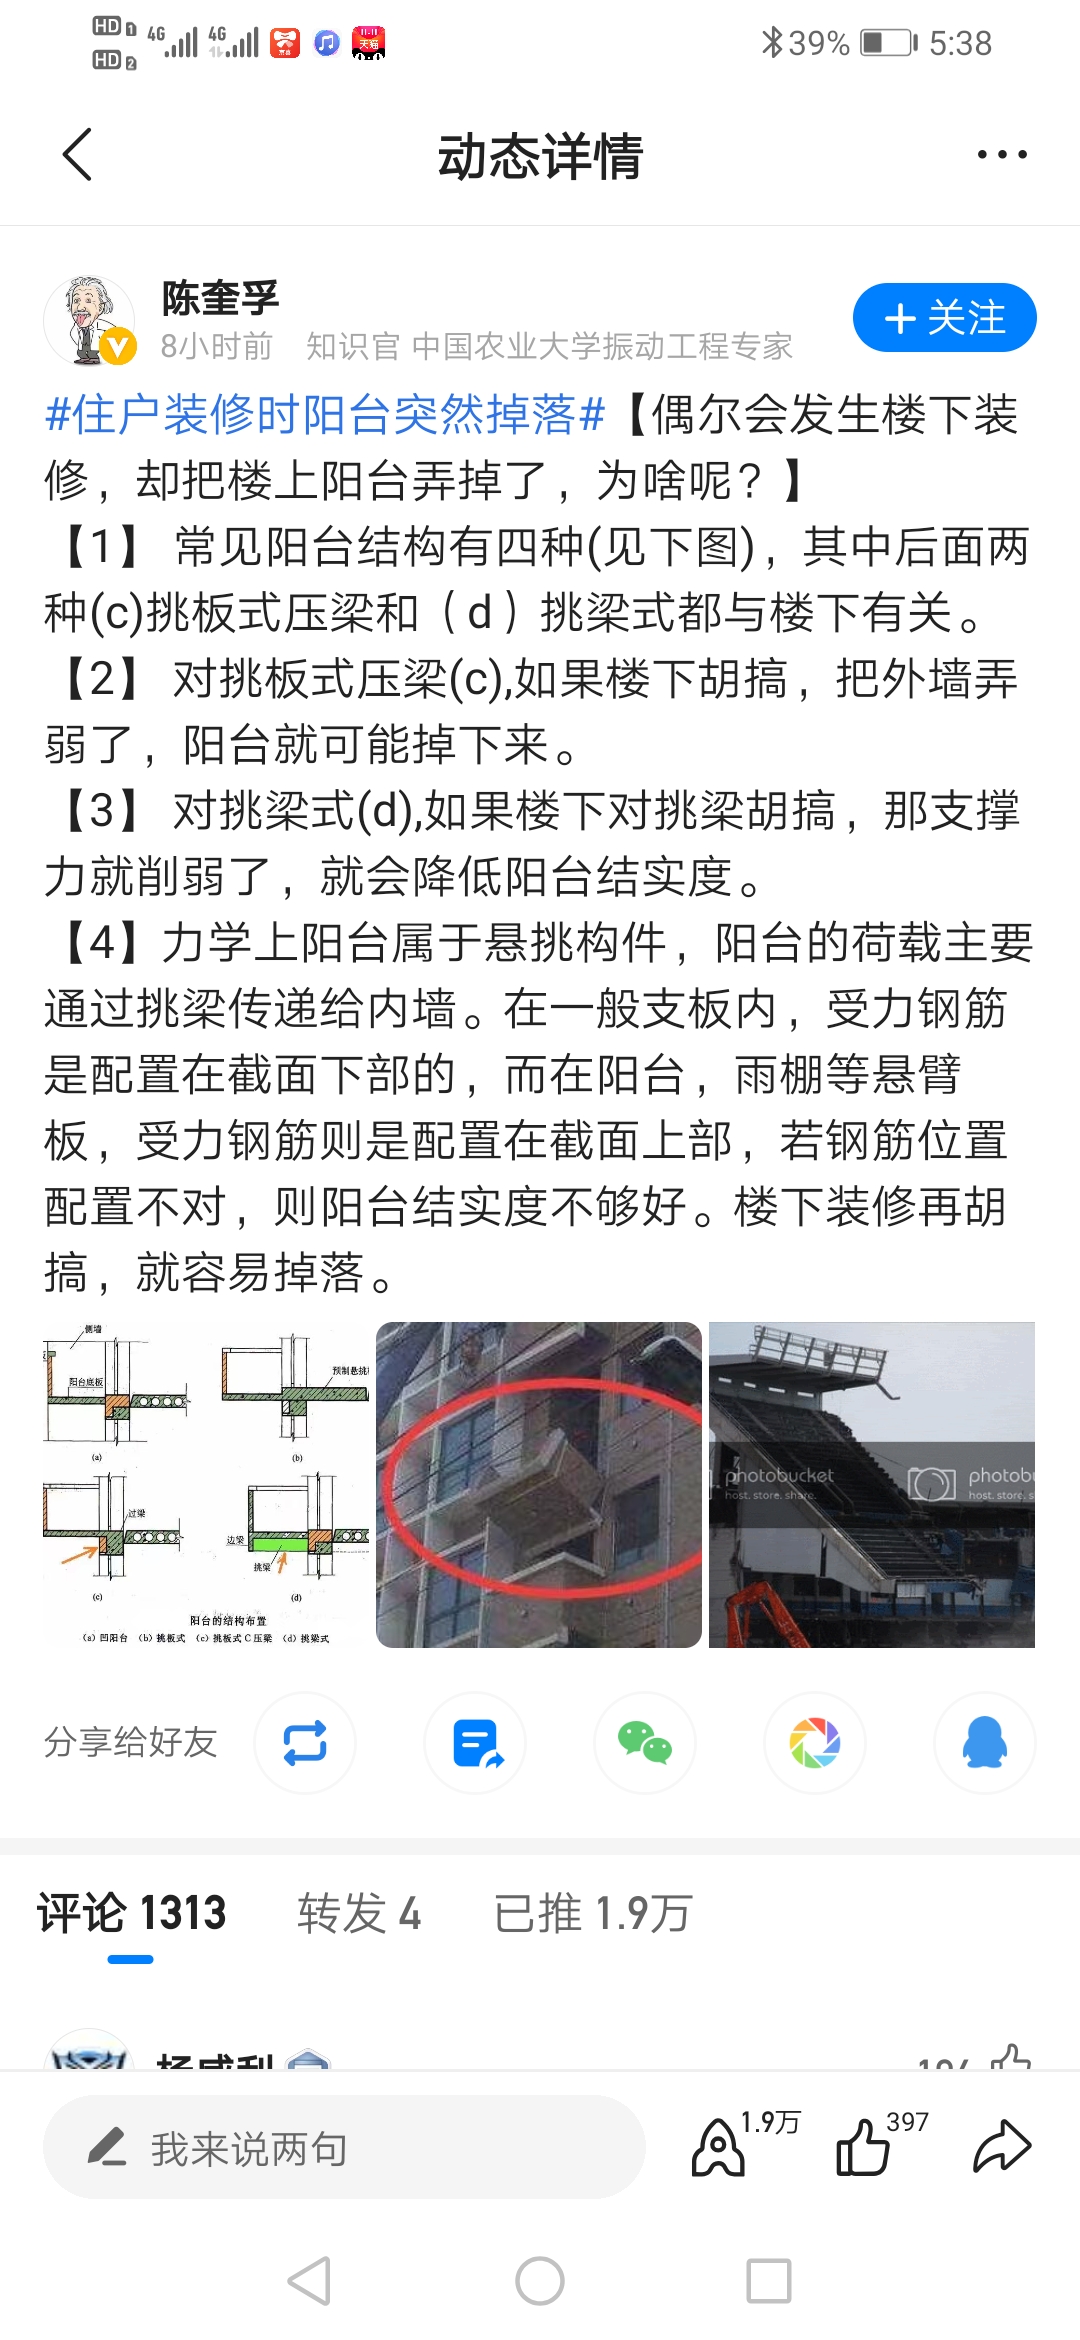 HD 1 4G 4G 39% 5:38
HD 2
11·11
天猫
动态详情
陈奎孚
8小时前 知识官 中国农业大学振动工程专家
+关注
#住户装修时阳台突然掉落#【偶尔会发生楼下装
修，却把楼上阳台弄掉了，为啥呢？】
【1】 常见阳台结构有四种(见下图)，其中后面两
种(c)挑板式压梁和（d）挑梁式都与楼下有关。
【2】 对挑板式压梁(c),如果楼下胡搞，把外墙弄
弱了，阳台就可能掉下来。
【3】 对挑梁式(d),如果楼下对挑梁胡搞，那支撑
力就削弱了，就会降低阳台结实度。
【4】力学上阳台属于悬挑构件，阳台的荷载主要
通过挑梁传递给内墙。在一般支板内，受力钢筋
是配置在截面下部的，而在阳台，雨棚等悬臂
板，受力钢筋则是配置在截面上部，若钢筋位置
配置不对，则阳台结实度不够好。楼下装修再胡
搞，就容易掉落。
侧墙
阳台底板
预制悬挑
(a)
(b)
过梁
边梁
挑梁
(c)
(d)
阳台的结构布置
(a) 凹阳台 (b) 挑板式 (c) 挑板式C压梁 (d) 挑梁式
photobucket
host. store. share.
photobu
host. store. s
分享给好友
评论 1313 转发 4 已推 1.9万
杨威利
我来说两句
1.9万
397